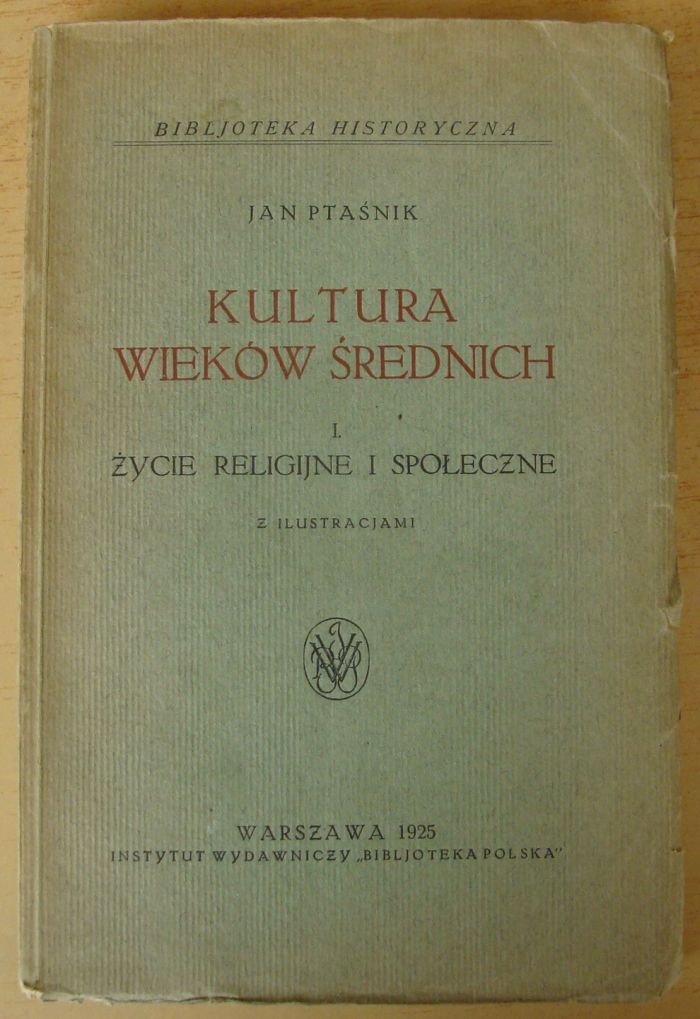 BIBLJOTEKA HISTORYCZNA
JAN PTAŚNIK
KULTURA
WIEKÓW ŚREDNICH
I.
ŻYCIE RELIGIJNE I SPOŁECZNE
Z ILUSTRACJAMI
WARSZAWA 1925
INSTYTUT WYDAWNICZY „BIBLJOTEKA POLSKA"